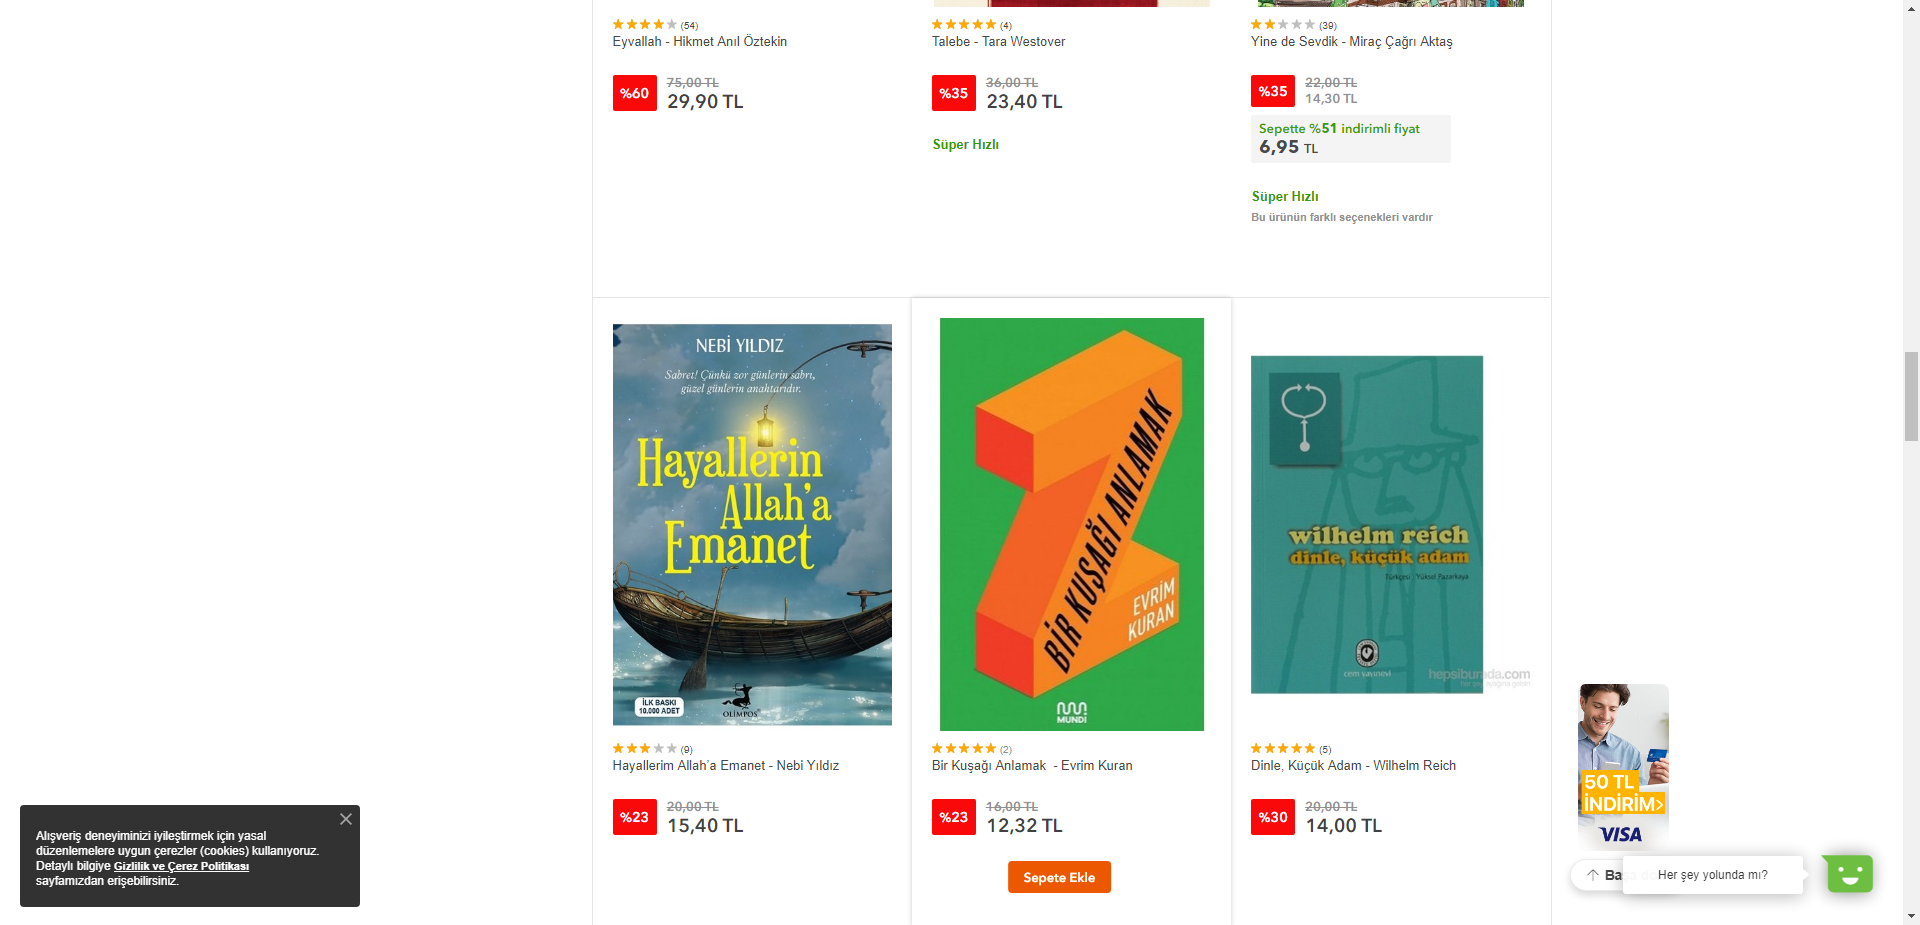 (54)
Eyvallah - Hikmet Anıl Öztekin
%60
75,00 TL
29,90 TL
(4)
Talebe - Tara Westover
%35
36,00 TL
23,40 TL
Süper Hızlı
(39)
Yine de Sevdik - Miraç Çağrı Aktaş
%35
22,00 TL
14,30 TL
Sepette %51 indirimli fiyat
6,95 TL
Süper Hızlı
Bu ürünün farklı seçenekleri vardır
NEBİ YILDIZ
Sabret! Çünkü zor günlerin sabrı,
güzel günlerin anahtarıdır.
Hayallerin
Allah'a
Emanet
İLK BASKI
10.000 ADET
OLİMPOS
(9)
Hayallerim Allah'a Emanet - Nebi Yıldız
%23
20,00 TL
15,40 TL
BİR KUŞAĞI ANLAMAK
EVRİM
KURAN
MUNDİ
(2)
Bir Kuşağı Anlamak - Evrim Kuran
%23
16,00 TL
12,32 TL
Sepete Ekle
wilhelm reich
dinle, küçük adam
Türkçesi: Yüksel Pazarkaya
cem yayınevi
hepsiburada.com
(5)
Dinle, Küçük Adam - Wilhelm Reich
%30
20,00 TL
14,00 TL
50 TL
İNDİRİM>
VISA
Her şey yolunda mı?
Alışveriş deneyiminizi iyileştirmek için yasal
düzenlemelere uygun çerezler (cookies) kullanıyoruz.
Detaylı bilgiye Gizlilik ve Çerez Politikası
sayfamızdan erişebilirsiniz.